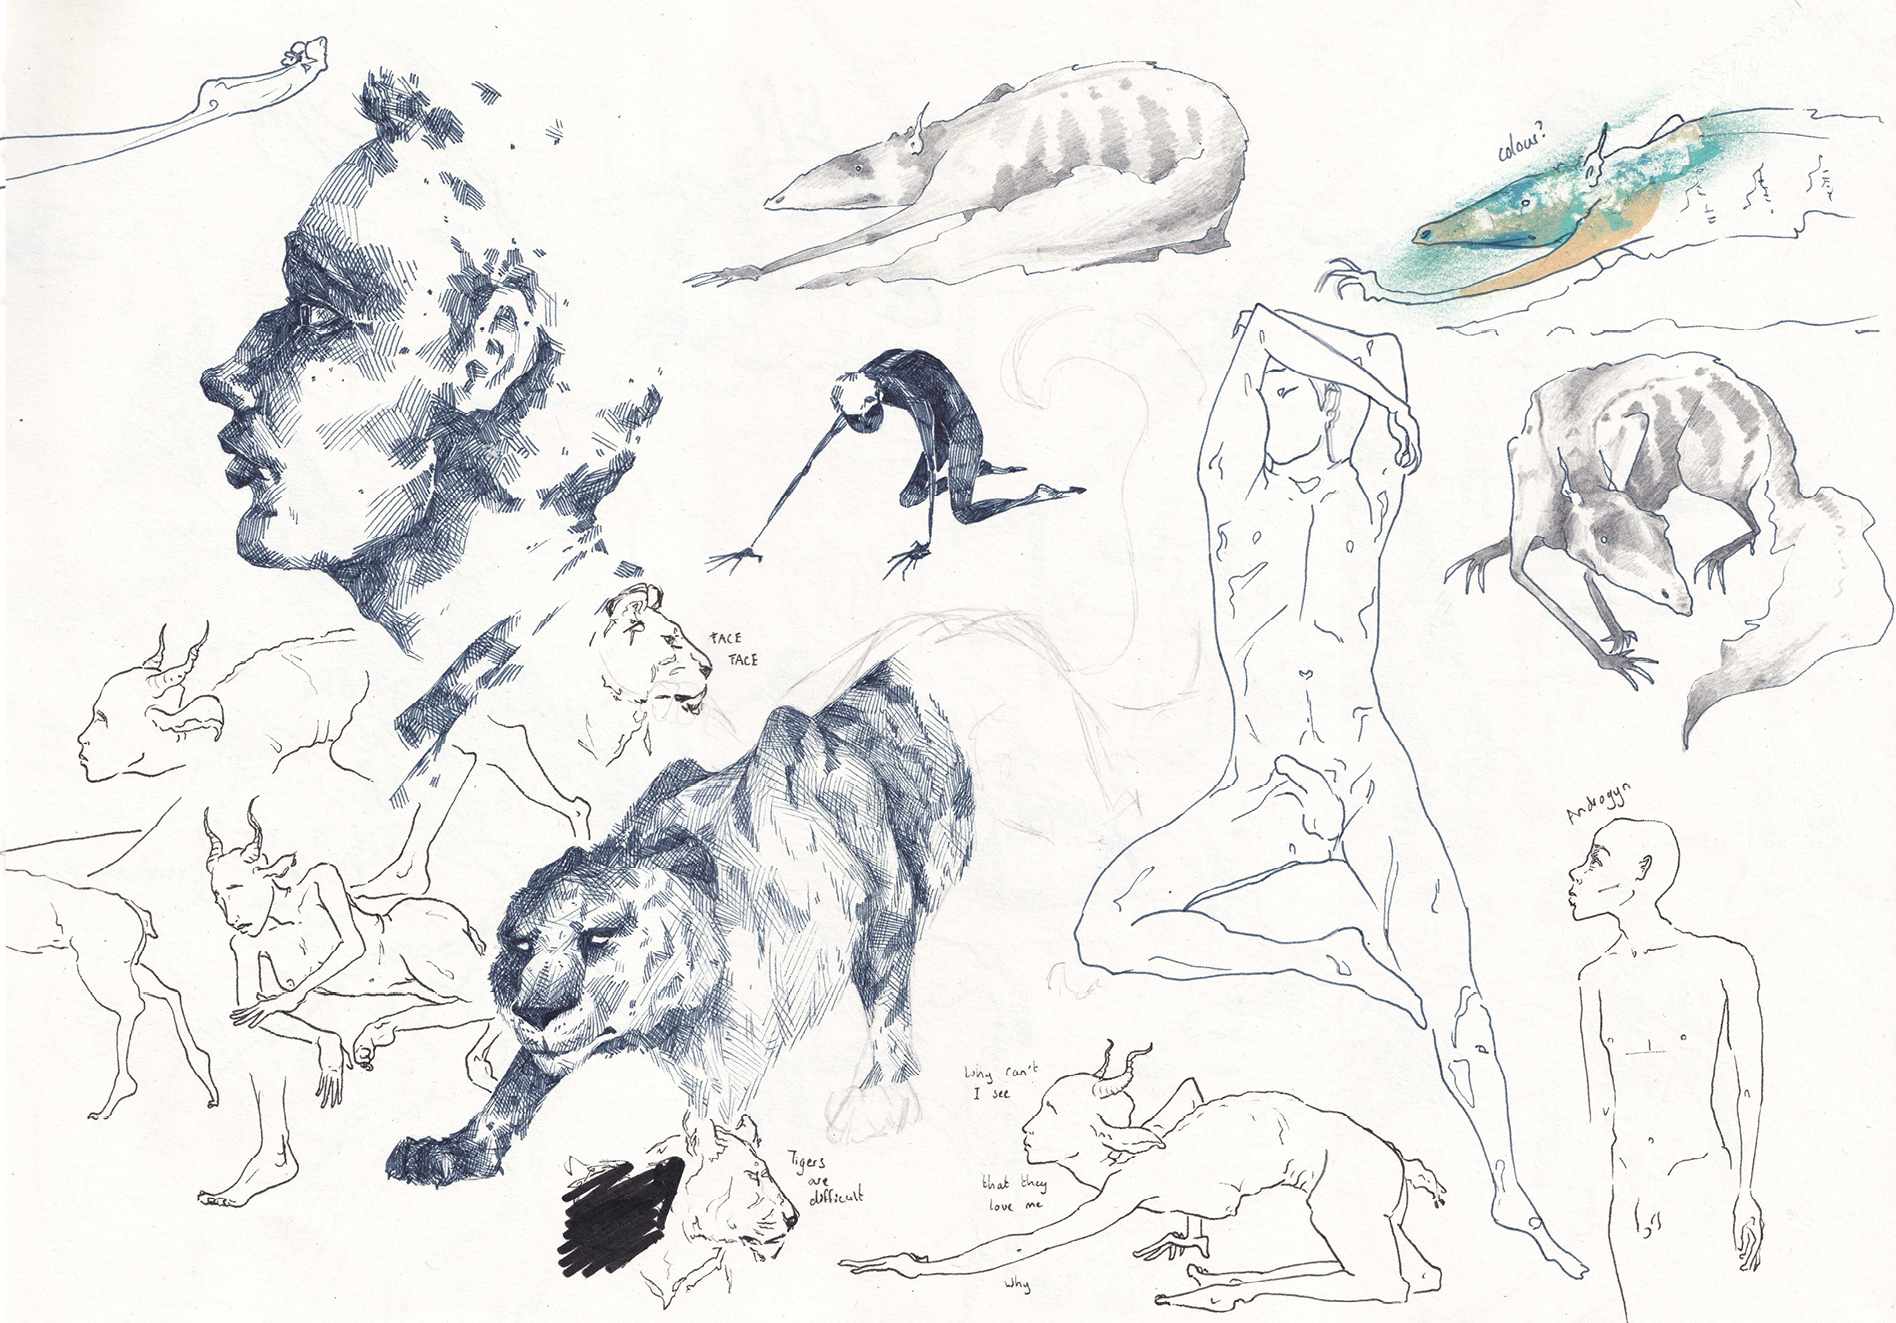 colour?
FACE
FACE
Androgyn
Why can't
I see
that they
love me
why
Tigers
are
difficult